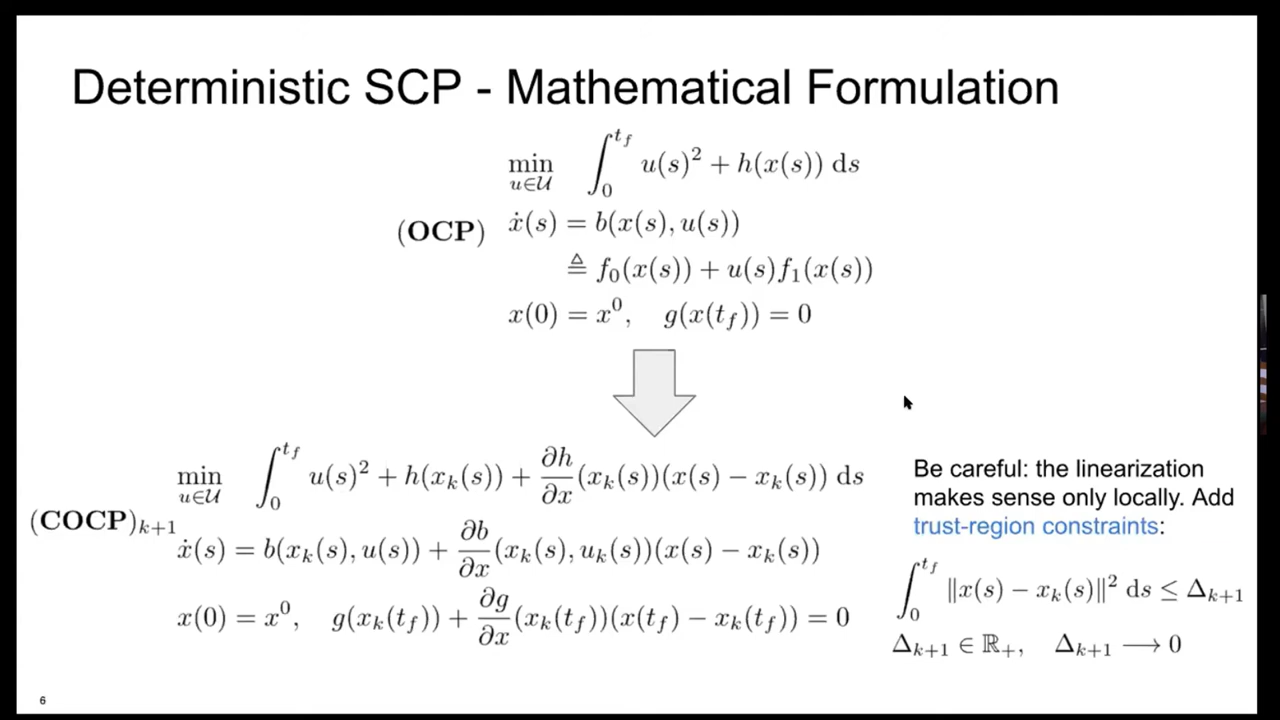 Deterministic SCP - Mathematical Formulation
min u∈𝒰 ∫₀^{t_f} u(s)² + h(x(s)) ds
(OCP) ẋ(s) = b(x(s), u(s))
≜ f₀(x(s)) + u(s)f₁(x(s))
x(0) = x⁰, g(x(t_f)) = 0
min u∈𝒰 ∫₀^{t_f} u(s)² + h(x_k(s)) + ∂h/∂x (x_k(s))(x(s) − x_k(s)) ds
(COCP)_{k+1}
ẋ(s) = b(x_k(s), u(s)) + ∂b/∂x (x_k(s), u_k(s))(x(s) − x_k(s))
x(0) = x⁰, g(x_k(t_f)) + ∂g/∂x (x_k(t_f))(x(t_f) − x_k(t_f)) = 0
Be careful: the linearization
makes sense only locally. Add
trust-region constraints:
∫₀^{t_f} ‖x(s) − x_k(s)‖² ds ≤ Δ_{k+1}
Δ_{k+1} ∈ ℝ₊, Δ_{k+1} ⟶ 0
6